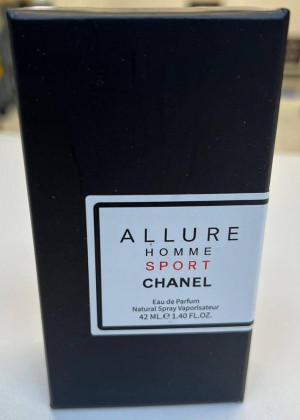 ALLURE
HOMME
SPORT
CHANEL
Eau de Parfum
Natural Spray Vaporisateur
42 ML.℮ 1.40 FL.OZ.